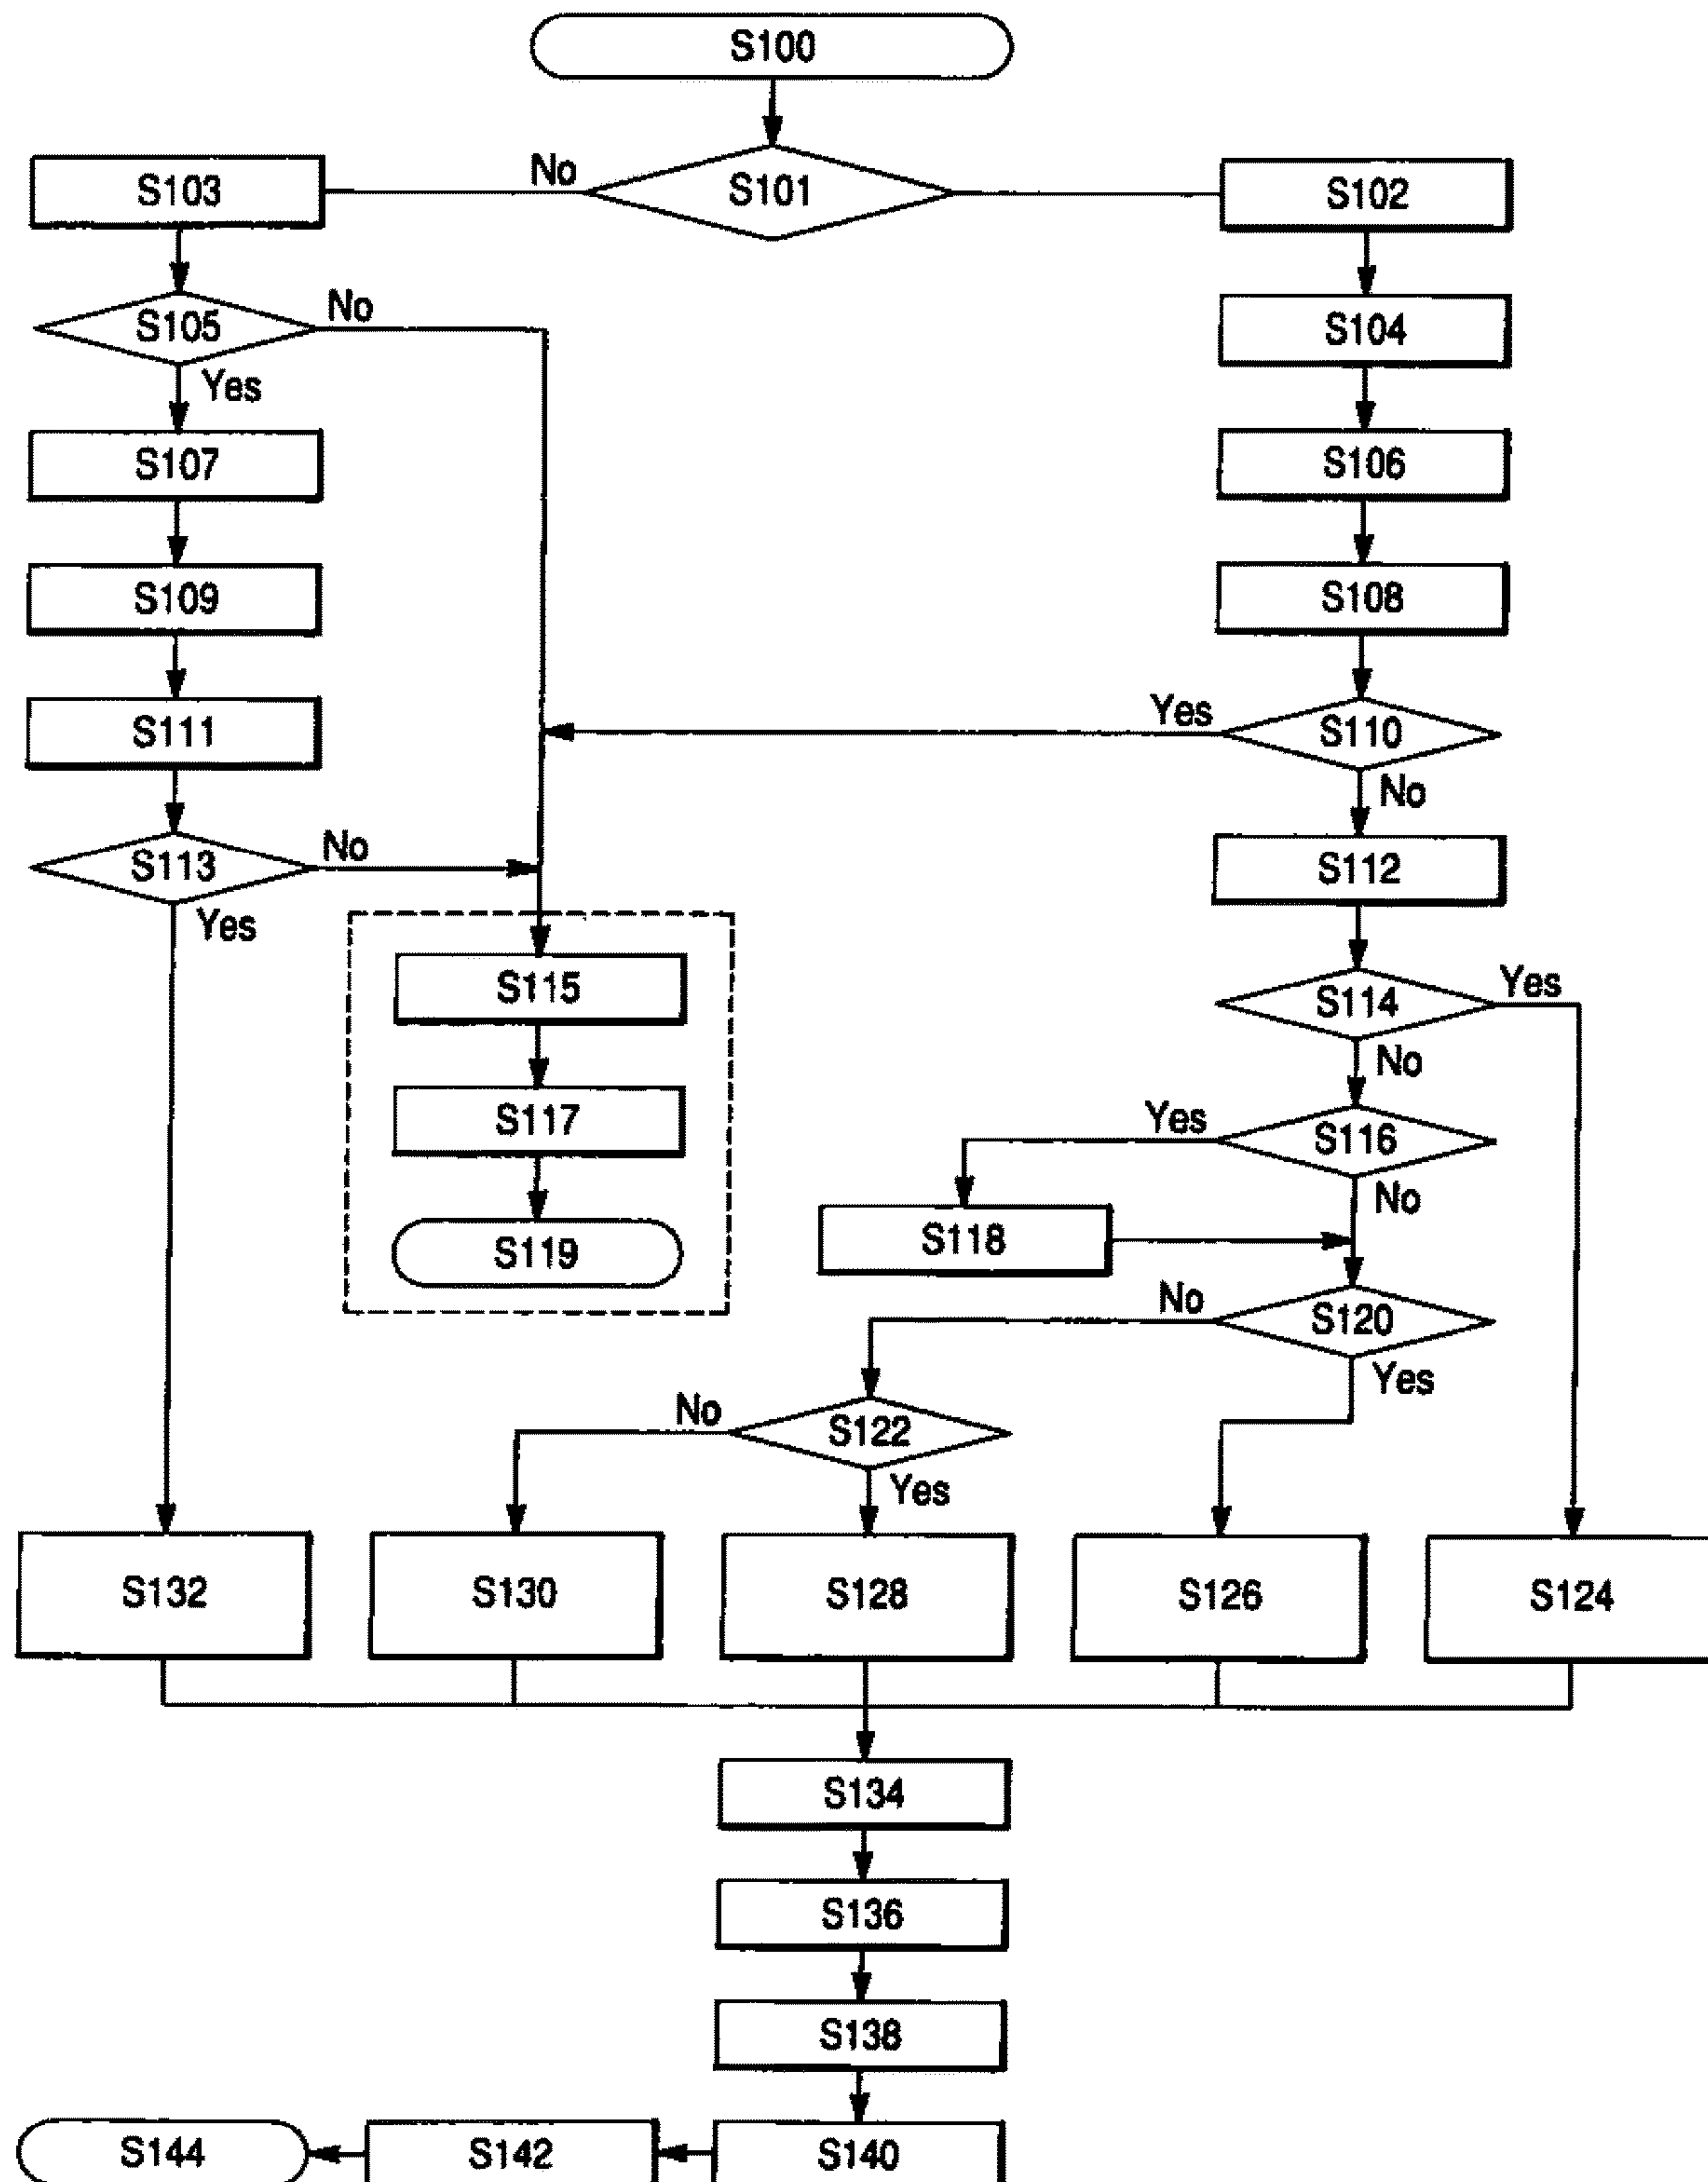 S100
No
S103
S101
S102
S105
No
S104
Yes
S107
S106
S109
S108
S111
Yes
S110
No
S113
No
S112
Yes
S115
S114
Yes
No
S117
Yes
S116
No
S119
S118
No
S120
Yes
No
S122
Yes
S132
S130
S128
S126
S124
S134
S136
S138
S144
S142
S140